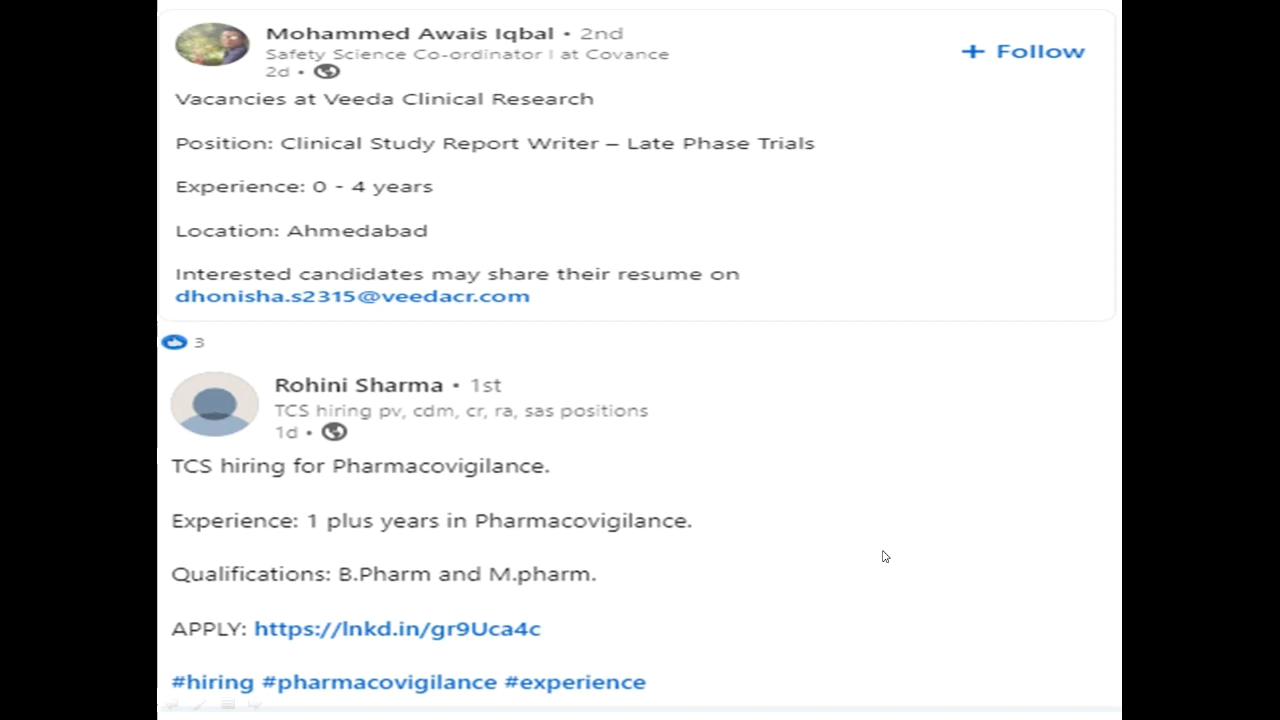 Mohammed Awais Iqbal • 2nd
Safety Science Co-ordinator I at Covance
+ Follow
2d •
Vacancies at Veeda Clinical Research
Position: Clinical Study Report Writer – Late Phase Trials
Experience: 0 - 4 years
Location: Ahmedabad
Interested candidates may share their resume on
dhonisha.s2315@veedacr.com
3
Rohini Sharma • 1st
TCS hiring pv, cdm, cr, ra, sas positions
1d •
TCS hiring for Pharmacovigilance.
Experience: 1 plus years in Pharmacovigilance.
Qualifications: B.Pharm and M.pharm.
APPLY: https://lnkd.in/gr9Uca4c
#hiring #pharmacovigilance #experience